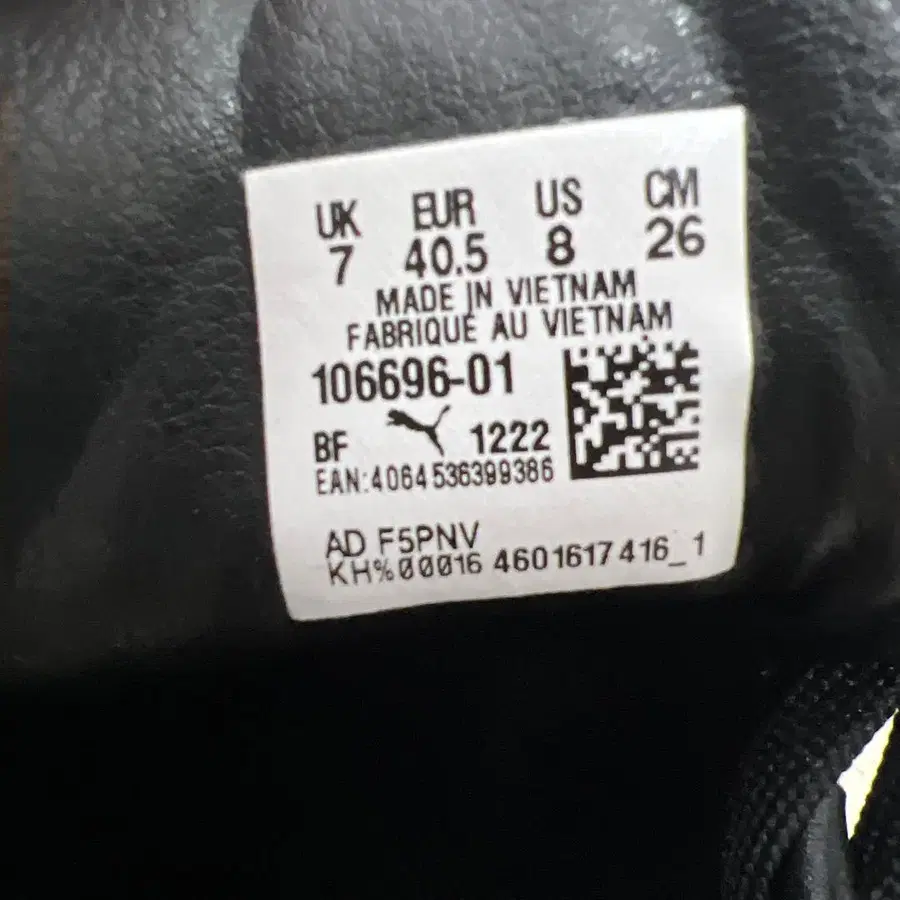 UK EUR US CM
7 40.5 8 26
MADE IN VIETNAM
FABRIQUE AU VIETNAM
106696-01
BF 1222
EAN:4064536399386
AD F5PNV
KH%00016 4601617416_1